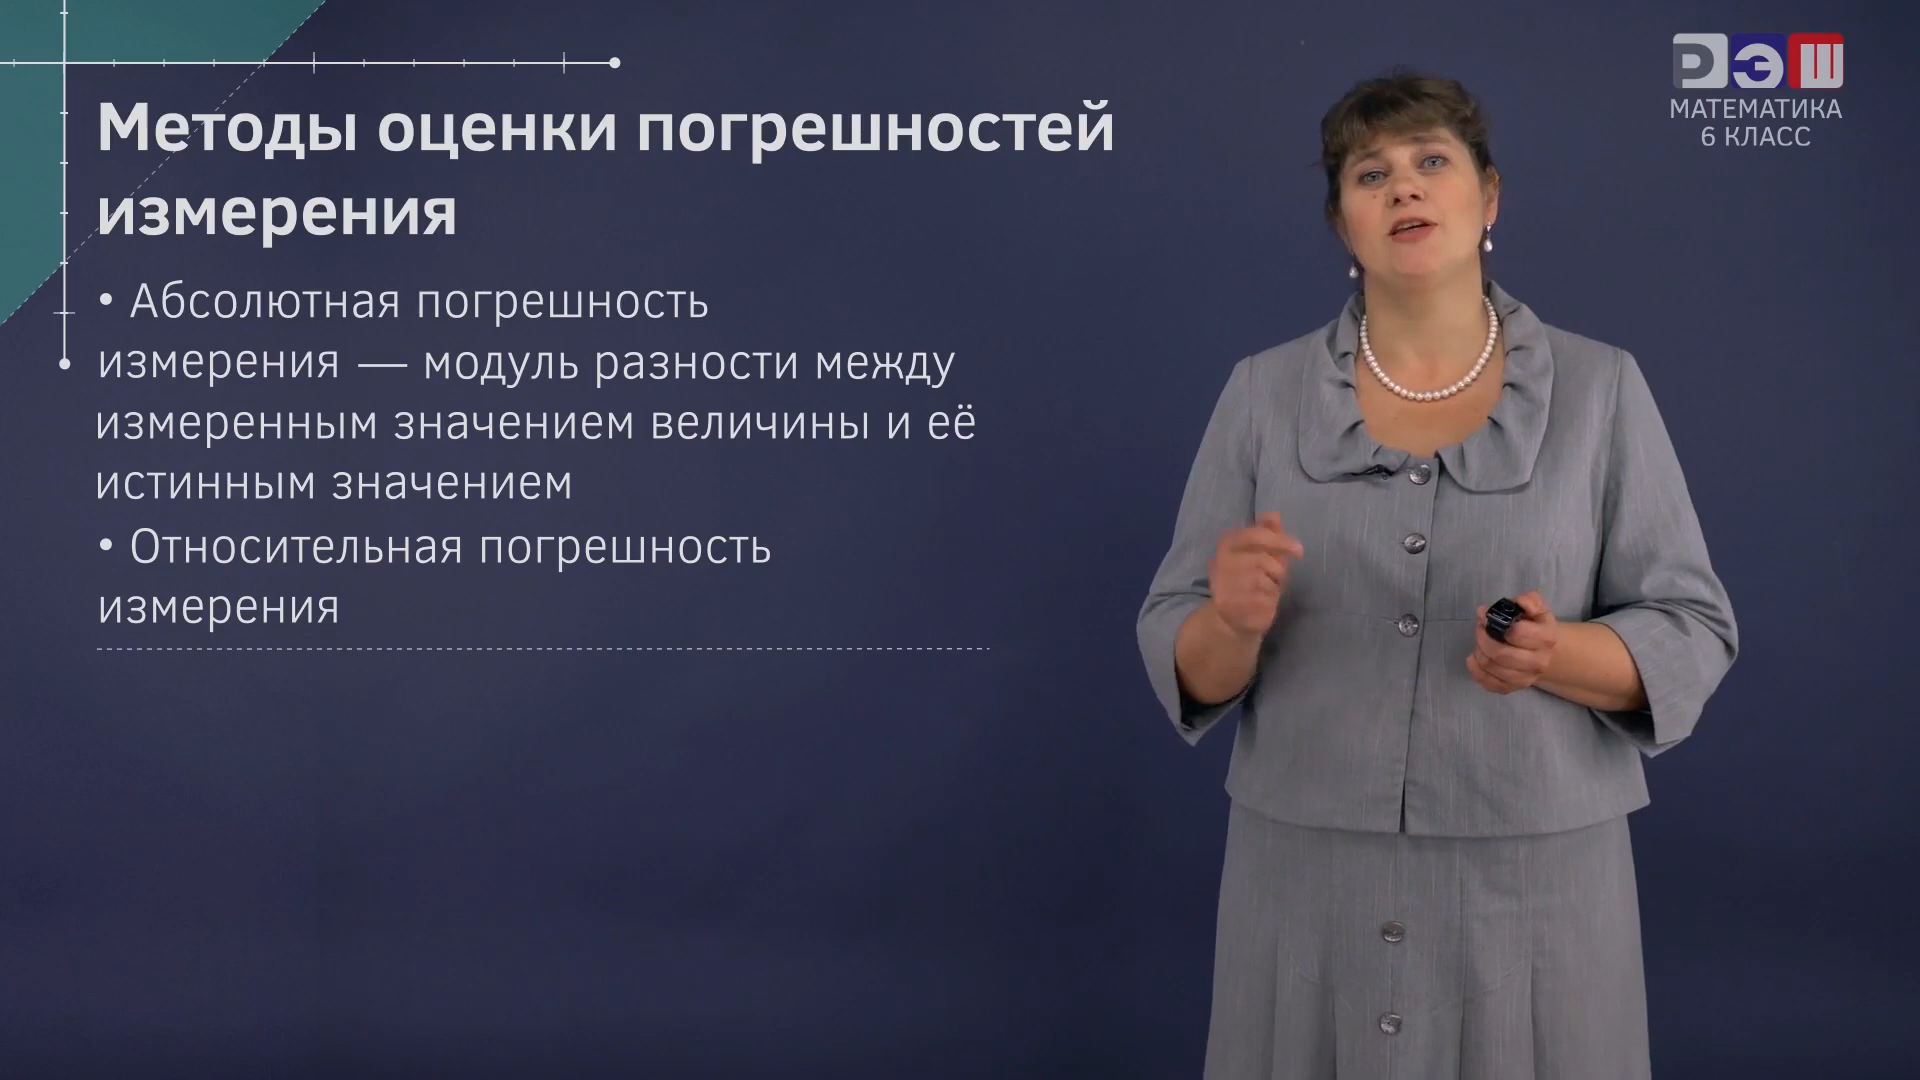 РЭШ
МАТЕМАТИКА
6 КЛАСС
Методы оценки погрешностей
измерения
• Абсолютная погрешность
измерения — модуль разности между
измеренным значением величины и её
истинным значением
• Относительная погрешность
измерения